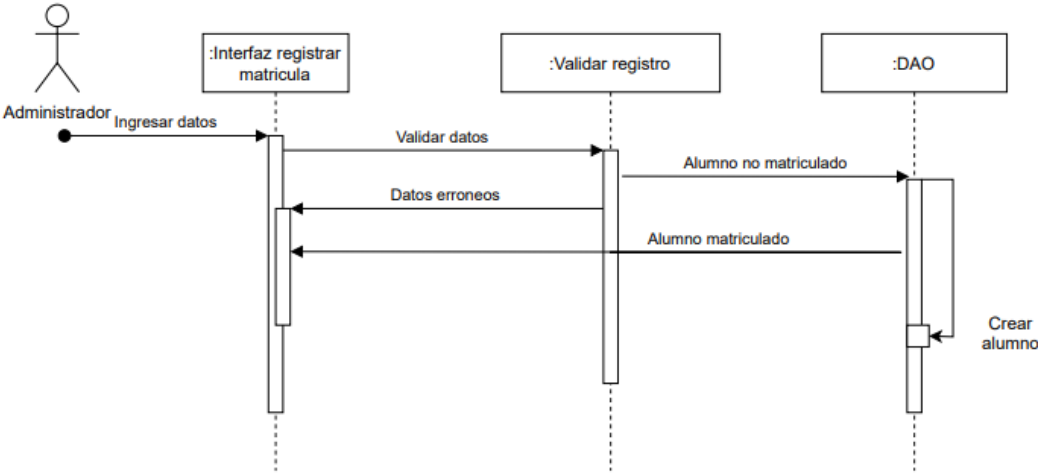 :Interfaz registrar
matricula
:Validar registro
:DAO
Administrador
Ingresar datos
Validar datos
Alumno no matriculado
Datos erroneos
Alumno matriculado
Crear
alumno